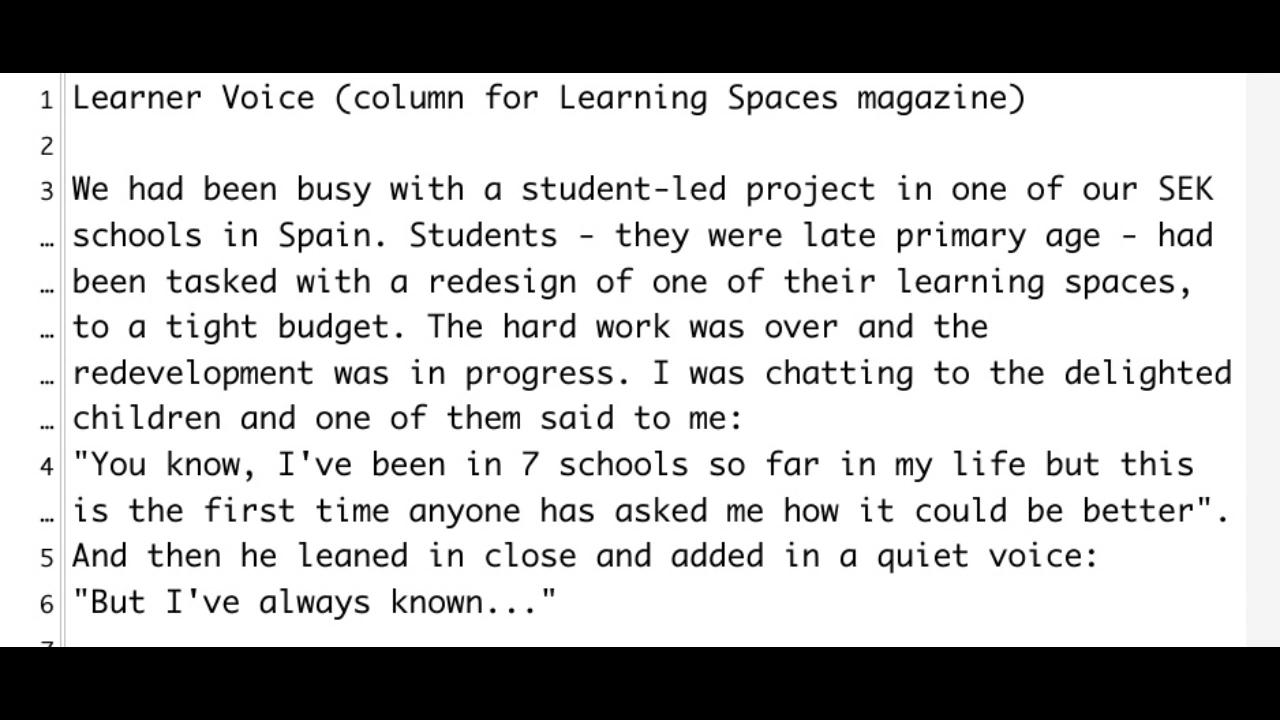 1 Learner Voice (column for Learning Spaces magazine)
2
3 We had been busy with a student-led project in one of our SEK
… schools in Spain. Students - they were late primary age - had
… been tasked with a redesign of one of their learning spaces,
… to a tight budget. The hard work was over and the
… redevelopment was in progress. I was chatting to the delighted
… children and one of them said to me:
4 "You know, I've been in 7 schools so far in my life but this
… is the first time anyone has asked me how it could be better".
5 And then he leaned in close and added in a quiet voice:
6 "But I've always known..."